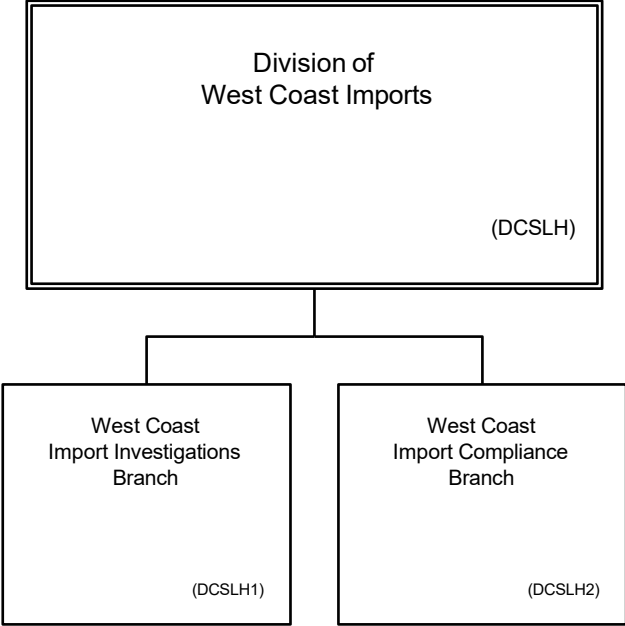 Division of
West Coast Imports
(DCSLH)
West Coast
Import Investigations
Branch
(DCSLH1)
West Coast
Import Compliance
Branch
(DCSLH2)